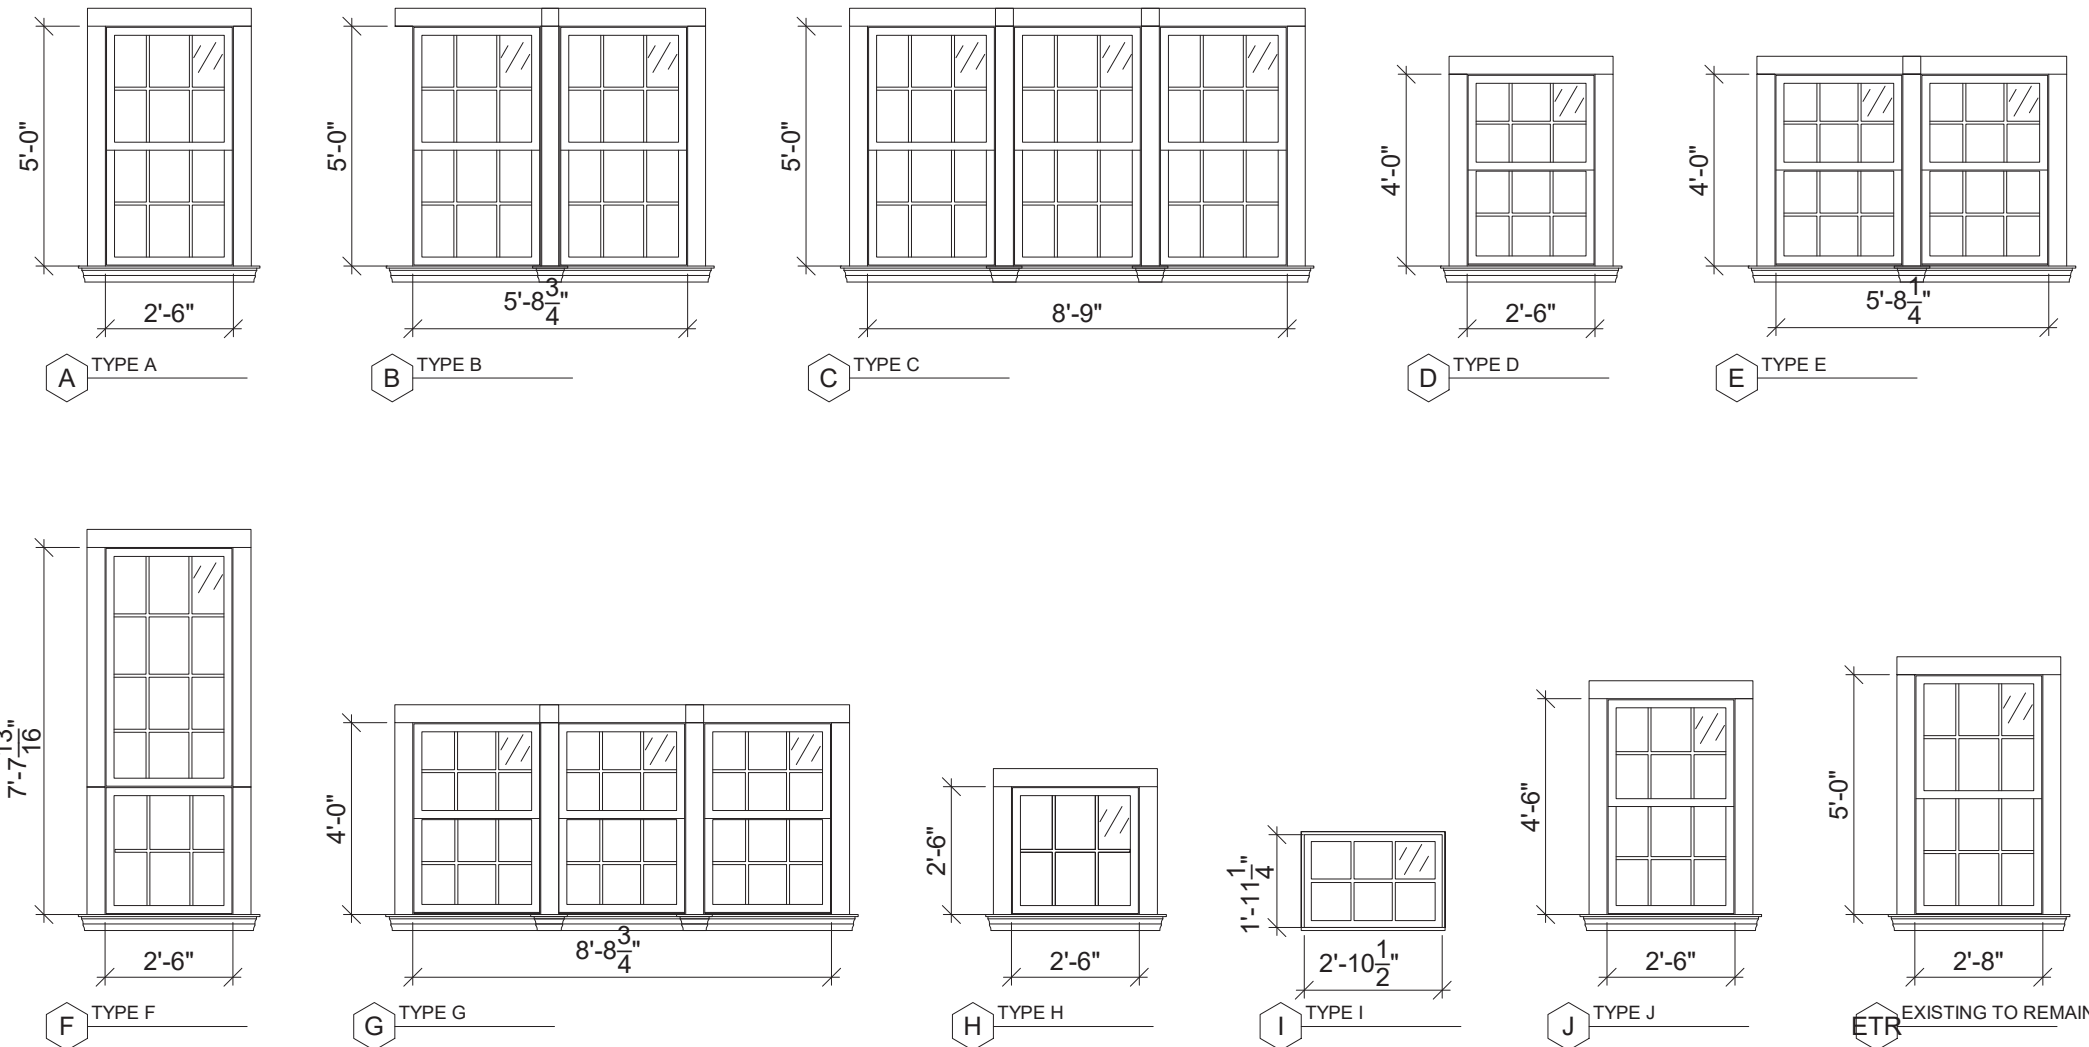 5'-0"
2'-6"
A TYPE A
5'-0"
5'-8 3/4"
B TYPE B
5'-0"
8'-9"
C TYPE C
4'-0"
2'-6"
D TYPE D
4'-0"
5'-8 1/4"
E TYPE E
7'-7 13/16"
2'-6"
F TYPE F
4'-0"
8'-8 3/4"
G TYPE G
2'-6"
2'-6"
H TYPE H
1'-11 1/4"
2'-10 1/2"
I TYPE I
4'-6"
2'-6"
J TYPE J
5'-0"
2'-8"
ETR EXISTING TO REMAIN